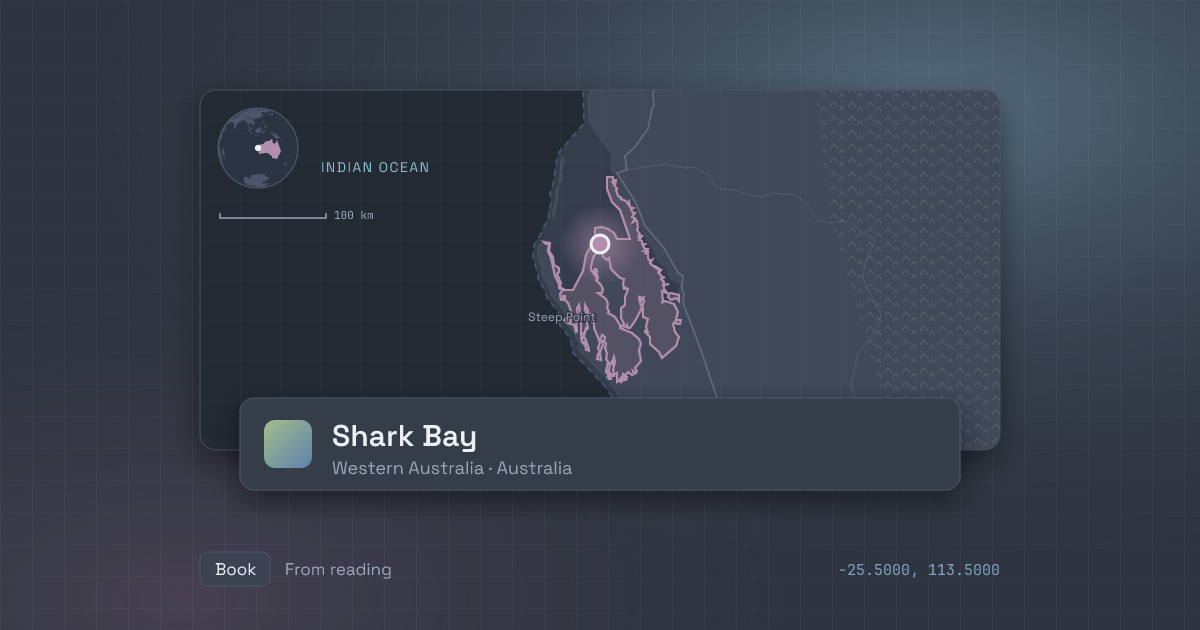 INDIAN OCEAN
100 km
Steep Point
Shark Bay
Western Australia · Australia
Book
From reading
-25.5000, 113.5000